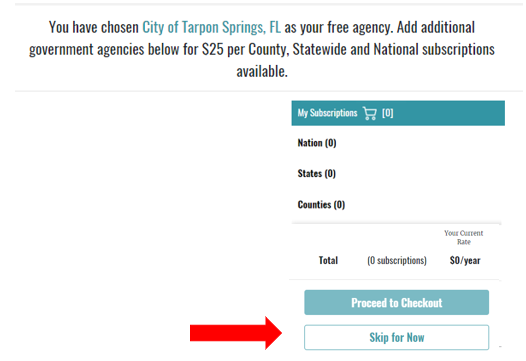 You have chosen City of Tarpon Springs, FL as your free agency. Add additional
government agencies below for $25 per County, Statewide and National subscriptions
available.
My Subscriptions [0]
Nation (0)
States (0)
Counties (0)
Your Current
Rate
Total (0 subscriptions) $0/year
Proceed to Checkout
Skip for Now